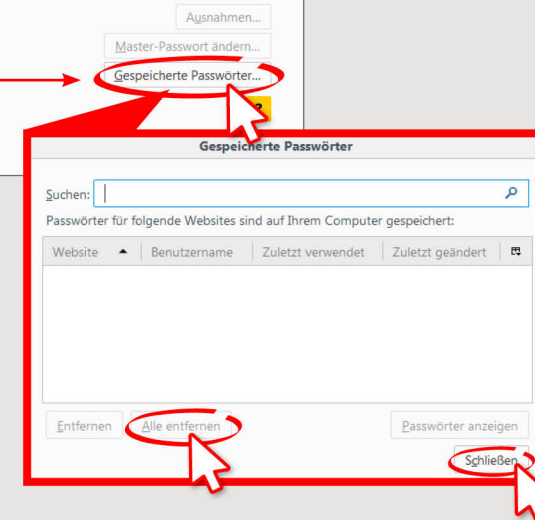 Ausnahmen...
Master-Passwort ändern...
Gespeicherte Passwörter...
Gespeicherte Passwörter
Suchen:
Passwörter für folgende Websites sind auf Ihrem Computer gespeichert:
Website Benutzername Zuletzt verwendet Zuletzt geändert
Entfernen Alle entfernen Passwörter anzeigen
Schließen